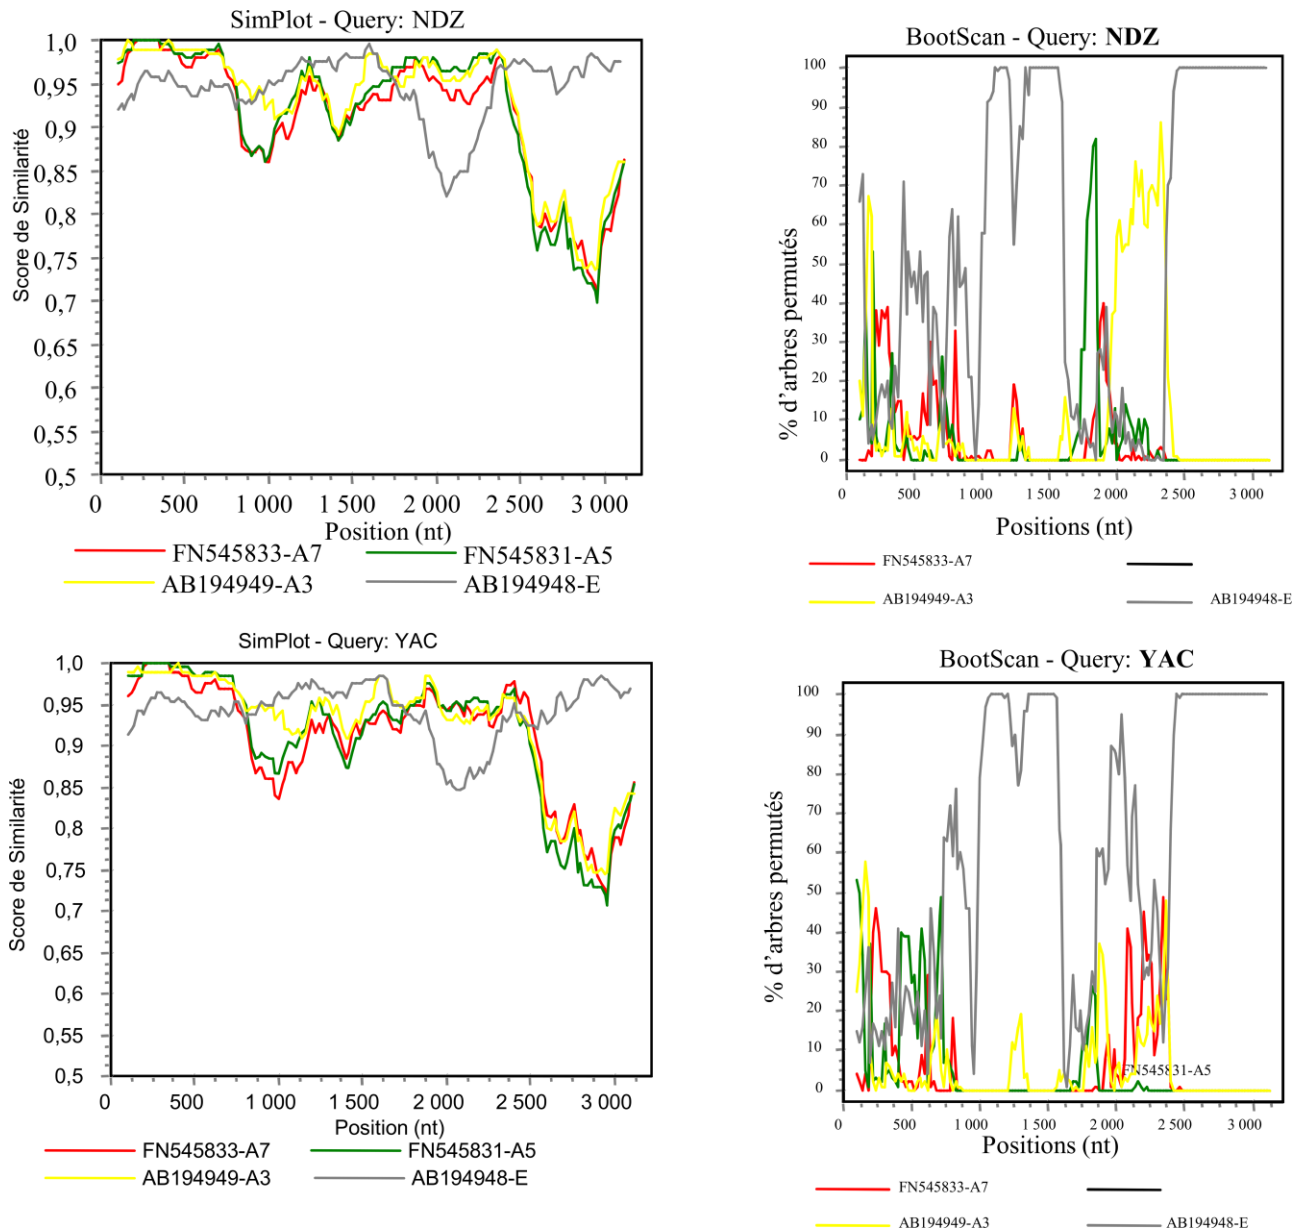 SimPlot - Query: NDZ
Score de Similarité
1,0
0,95
0,9
0,85
0,8
0,75
0,7
0,65
0,6
0,55
0,5
0 500 1 000 1 500 2 000 2 500 3 000
Position (nt)
FN545833-A7 FN545831-A5
AB194949-A3 AB194948-E
BootScan - Query: NDZ
% d'arbres permutés
100
90
80
70
60
50
40
30
20
10
0
0 500 1 000 1 500 2 000 2 500 3 000
Positions (nt)
FN545833-A7
AB194949-A3 AB194948-E
SimPlot - Query: YAC
Score de Similarité
1,0
0,95
0,9
0,85
0,8
0,75
0,7
0,65
0,6
0,55
0,5
0 500 1 000 1 500 2 000 2 500 3 000
Position (nt)
FN545833-A7 FN545831-A5
AB194949-A3 AB194948-E
BootScan - Query: YAC
% d'arbres permutés
100
90
80
70
60
50
40
30
20
10
0
FN545831-A5
0 500 1 000 1 500 2 000 2 500 3 000
Positions (nt)
FN545833-A7
AB194949-A3 AB194948-E